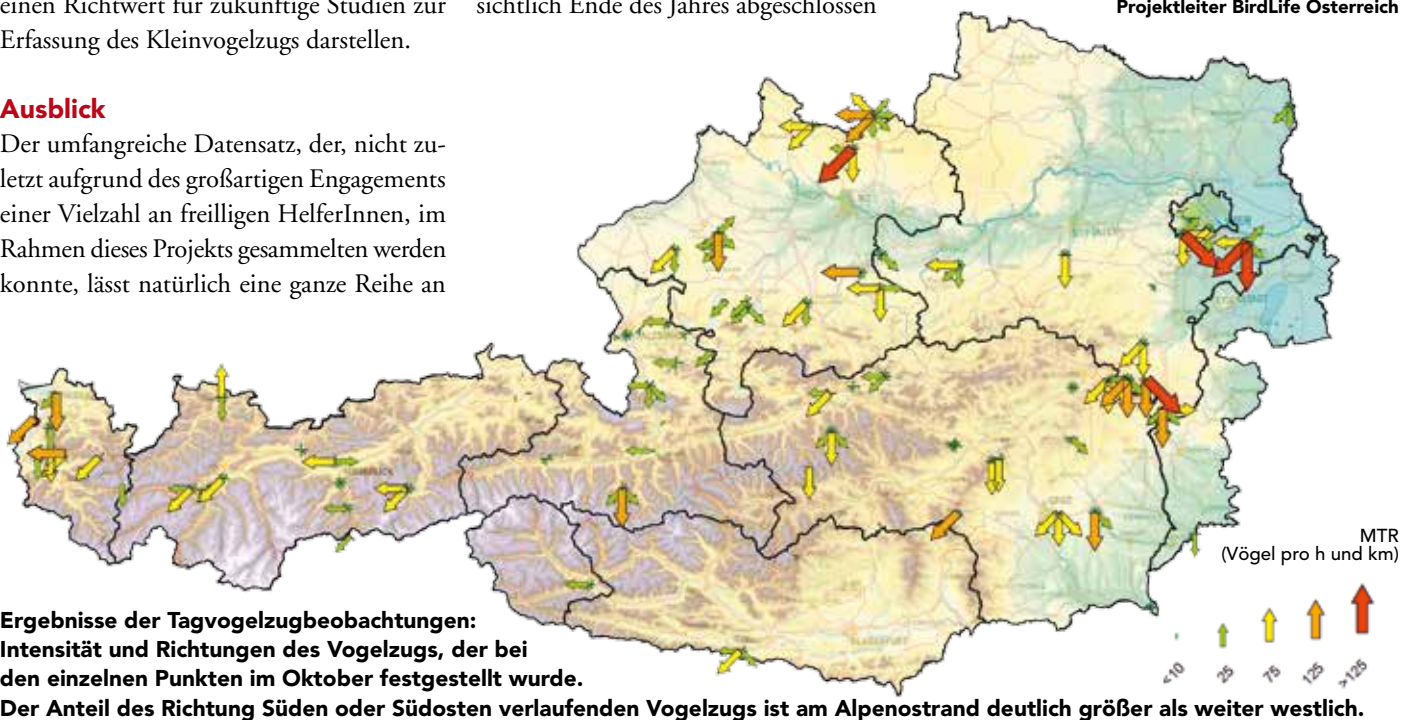 einen Richtwert für zukünftige Studien zur
Erfassung des Kleinvogelzugs darstellen.
Ausblick
Der umfangreiche Datensatz, der, nicht zu-
letzt aufgrund des großartigen Engagements
einer Vielzahl an freilligen HelferInnen, im
Rahmen dieses Projekts gesammelten werden
konnte, lässt natürlich eine ganze Reihe an
sichtlich Ende des Jahres abgeschlossen
Projektleiter BirdLife Österreich
MTR
(Vögel pro h und km)
<10 25 75 125 >125
Ergebnisse der Tagvogelzugbeobachtungen:
Intensität und Richtungen des Vogelzugs, der bei
den einzelnen Punkten im Oktober festgestellt wurde.
Der Anteil des Richtung Süden oder Südosten verlaufenden Vogelzugs ist am Alpenostrand deutlich größer als weiter westlich.